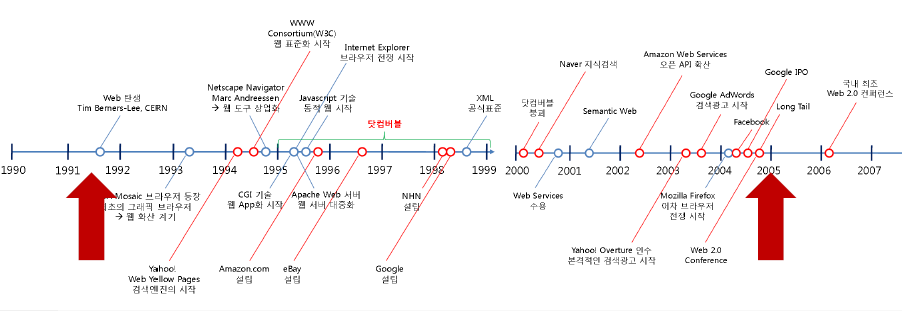 WWW
Consortium(W3C)
웹 표준화 시작
Internet Explorer
브라우저 전쟁 시작
Netscape Navigator
Marc Andreessen
→ 웹 도구 상업화
Javascript 기술
동적 웹 시작
Web 탄생
Tim Berners-Lee, CERN
닷컴버블
XML
공식표준
닷컴버블
붕괴
Naver 지식검색
Semantic Web
Amazon Web Services
오픈 API 확산
Google AdWords
검색광고 시작
Facebook
Google IPO
Long Tail
국내 최초
Web 2.0 컨퍼런스
1990 1991 1992 1993 1994 1995 1996 1997 1998 1999 2000 2001 2002 2003 2004 2005 2006 2007
Mosaic 브라우저 등장
최초의 그래픽 브라우저
→ 웹 확산 계기
CGI 기술
웹 App화 시작
Apache Web 서버
웹 서버 대중화
NHN
설립
Web Services
수용
Mozilla Firefox
이차 브라우저
전쟁 시작
Yahoo!
Web Yellow Pages
검색엔진의 시작
Amazon.com
설립
eBay
설립
Google
설립
Yahoo! Overture 인수
본격적인 검색광고 시작
Web 2.0
Conference